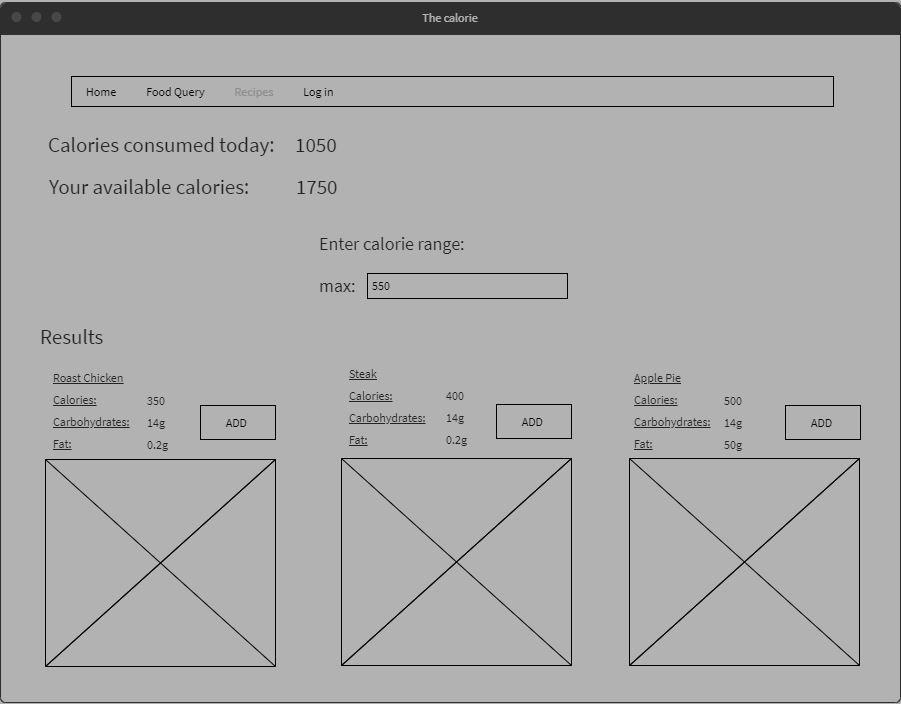 The calorie
Home Food Query Recipes Log in
Calories consumed today: 1050
Your available calories: 1750
Enter calorie range:
max: 550
Results
Roast Chicken
Calories: 350
Carbohydrates: 14g
Fat: 0.2g
ADD
Steak
Calories: 400
Carbohydrates: 14g
Fat: 0.2g
ADD
Apple Pie
Calories: 500
Carbohydrates: 14g
Fat: 50g
ADD